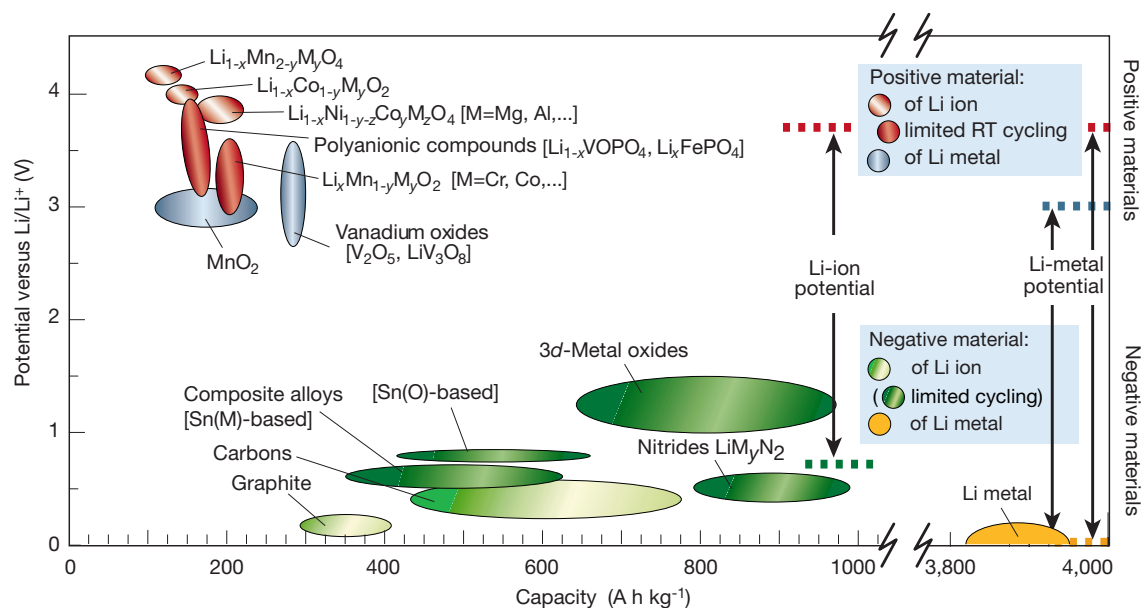 Li1-xMn2-yMyO4
Li1-xCo1-yMyO2
Li1-xNi1-y-zCoyMzO4 [M=Mg, Al,...]
Polyanionic compounds [Li1-xVOPO4, LixFePO4]
LixMn1-yMyO2 [M=Cr, Co,...]
Vanadium oxides
[V2O5, LiV3O8]
MnO2
Positive material:
of Li ion
limited RT cycling
of Li metal
Li-ion
potential
Li-metal
potential
3d-Metal oxides
[Sn(O)-based]
Composite alloys
[Sn(M)-based]
Carbons
Graphite
Nitrides LiMyN2
Negative material:
of Li ion
( limited cycling)
of Li metal
Li metal
Positive materials
Negative materials
Potential versus Li/Li+ (V)
4
3
2
1
0
0
200
400
600
800
1000
3,800
4,000
Capacity (A h kg-1)